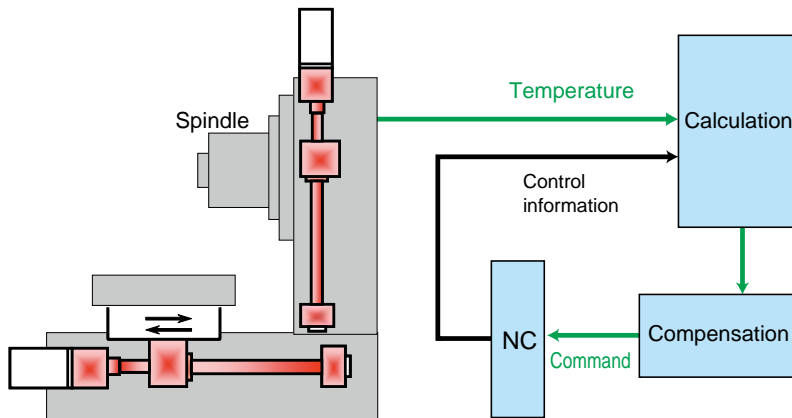 Temperature
Spindle
Calculation
Control
information
NC
Compensation
Command